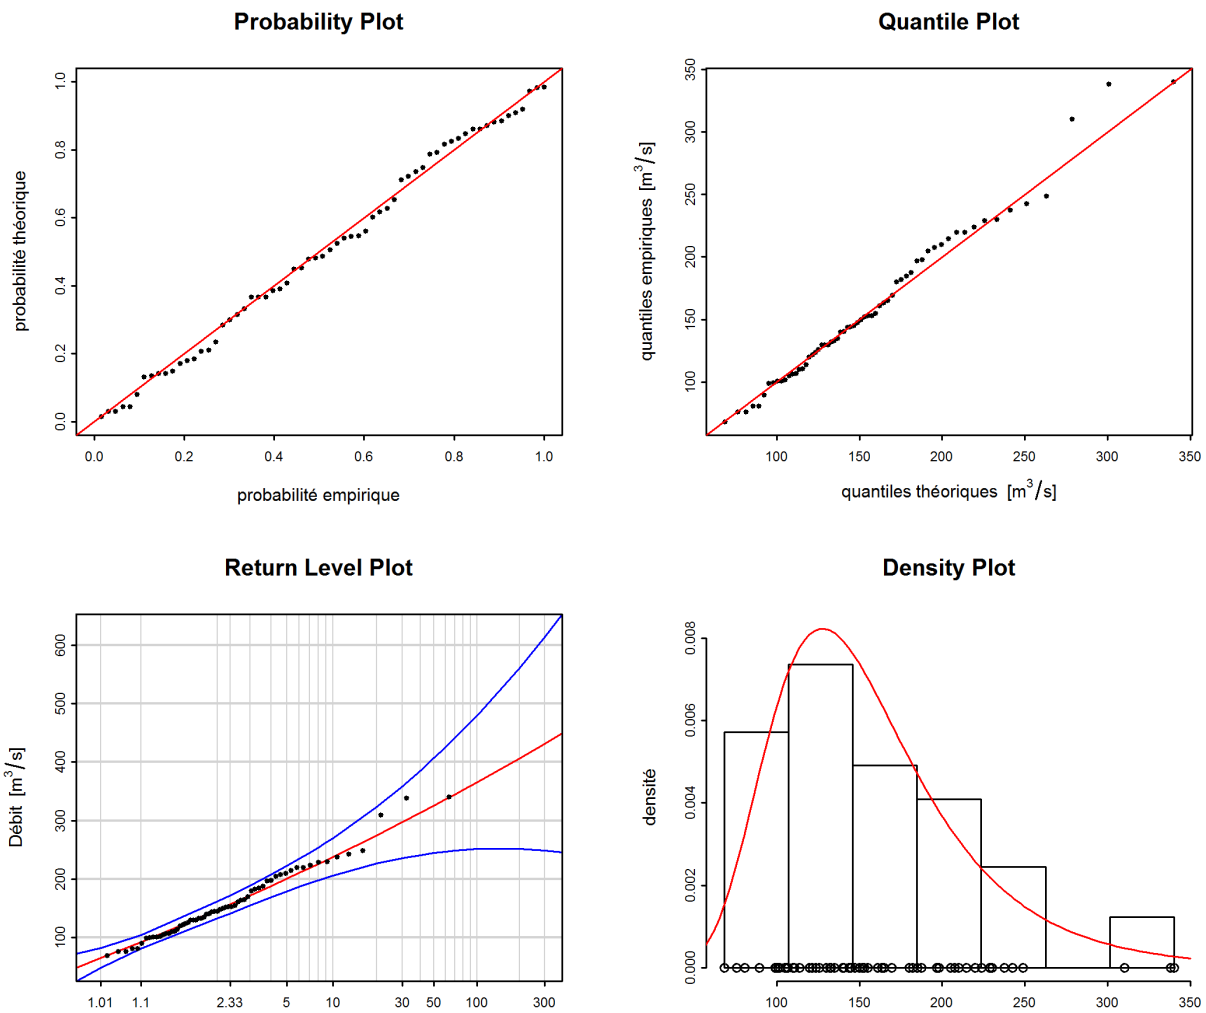 Probability Plot
probabilité théorique
1.0
0.8
0.6
0.4
0.2
0.0
0.0 0.2 0.4 0.6 0.8 1.0
probabilité empirique
Quantile Plot
quantiles empiriques [m³/s]
350
300
250
200
150
100
100 150 200 250 300 350
quantiles théoriques [m³/s]
Return Level Plot
Débit [m³/s]
600
500
400
300
200
100
1.01 1.1 2.33 5 10 30 50 100 300
Density Plot
densité
0.008
0.006
0.004
0.002
0.000
100 150 200 250 300 350